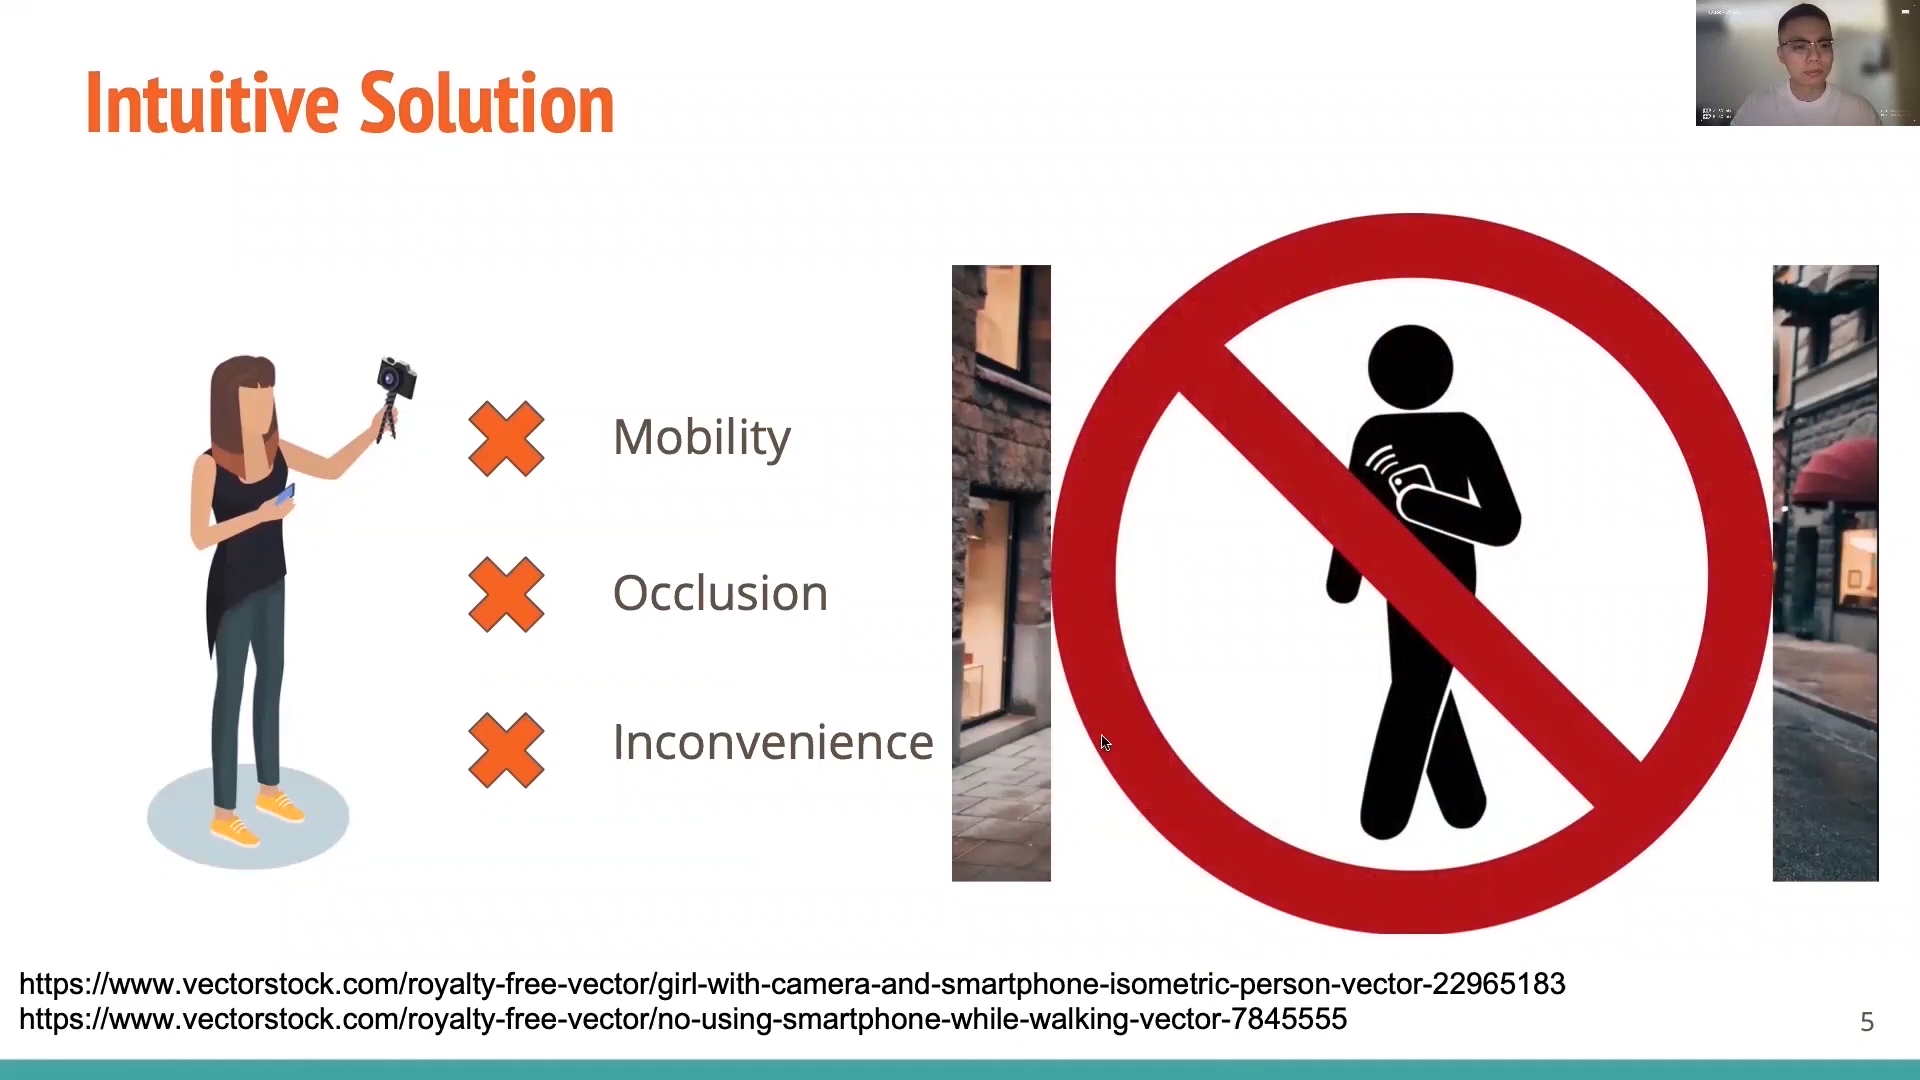 Intuitive Solution
Mobility
Occlusion
Inconvenience
https://www.vectorstock.com/royalty-free-vector/girl-with-camera-and-smartphone-isometric-person-vector-22965183
https://www.vectorstock.com/royalty-free-vector/no-using-smartphone-while-walking-vector-7845555
5